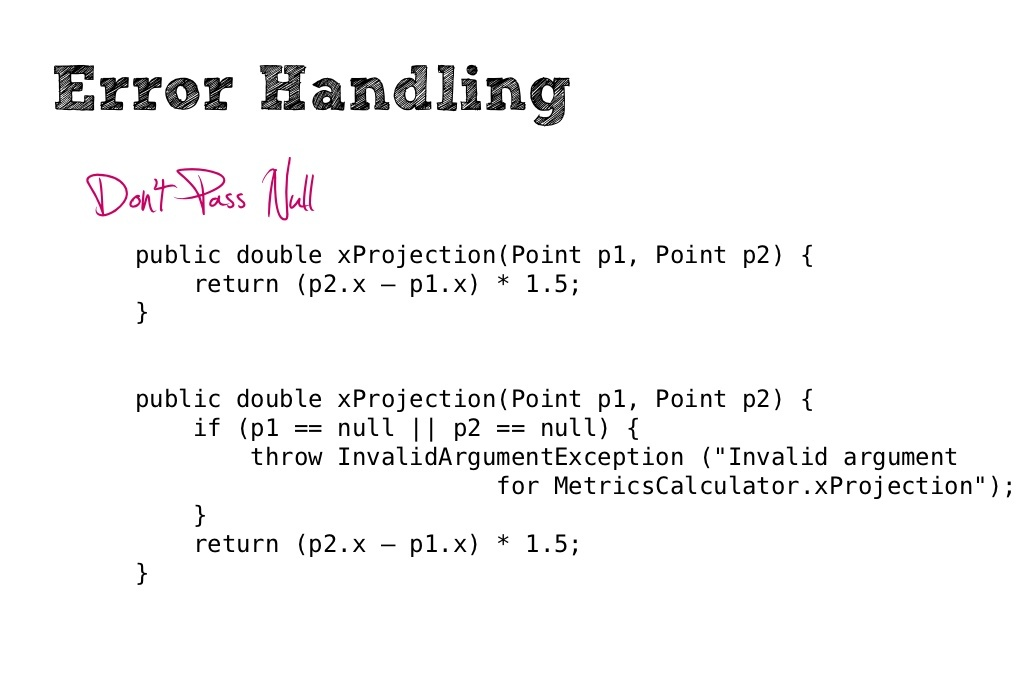 Error Handling
Don't Pass Null
public double xProjection(Point p1, Point p2) {
    return (p2.x – p1.x) * 1.5;
}
public double xProjection(Point p1, Point p2) {
    if (p1 == null || p2 == null) {
        throw InvalidArgumentException ("Invalid argument
                         for MetricsCalculator.xProjection");
    }
    return (p2.x – p1.x) * 1.5;
}